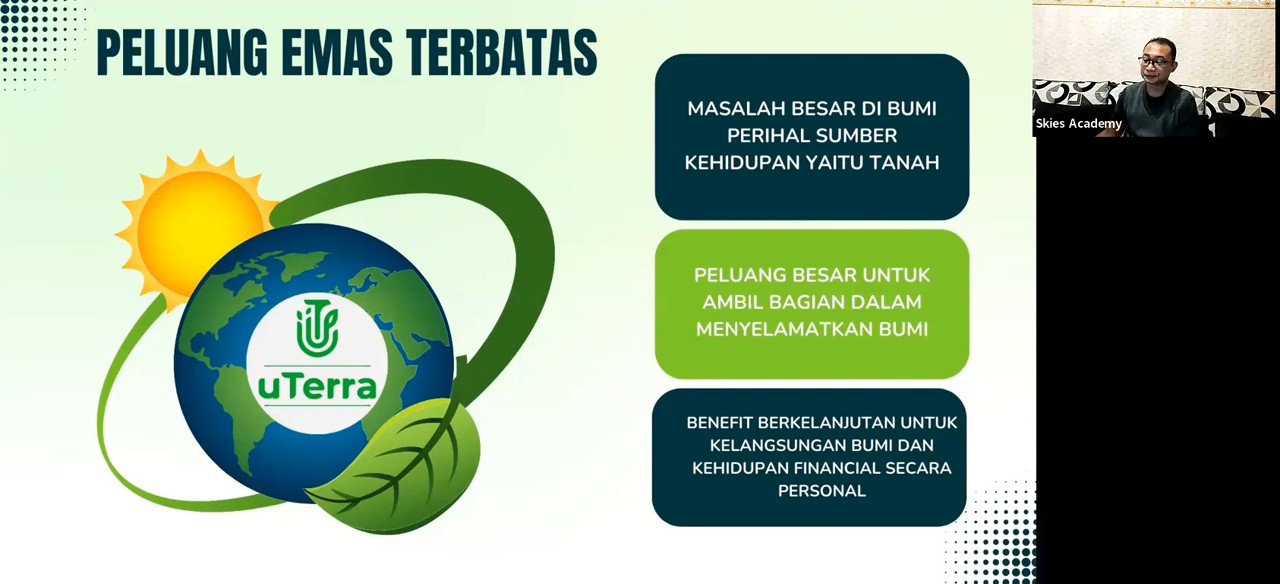 PELUANG EMAS TERBATAS
uTerra
MASALAH BESAR DI BUMI
PERIHAL SUMBER
KEHIDUPAN YAITU TANAH
PELUANG BESAR UNTUK
AMBIL BAGIAN DALAM
MENYELAMATKAN BUMI
BENEFIT BERKELANJUTAN UNTUK
KELANGSUNGAN BUMI DAN
KEHIDUPAN FINANCIAL SECARA
PERSONAL
Skies Academy